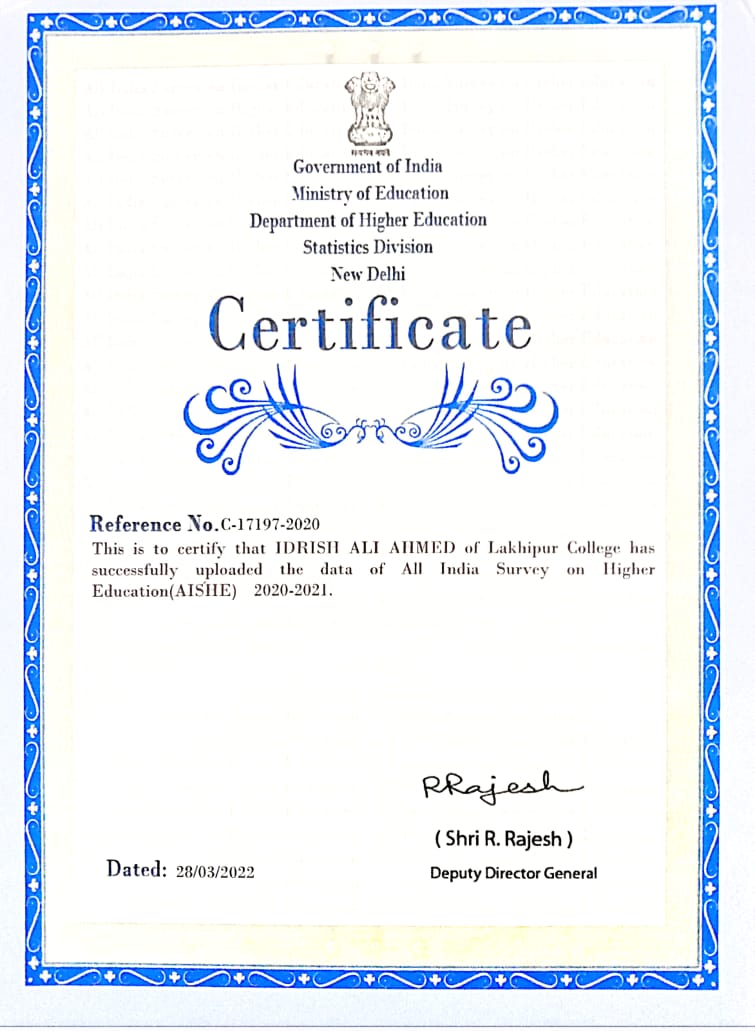 सत्यमेव जयते
Government of India
Ministry of Education
Department of Higher Education
Statistics Division
New Delhi
Certificate
Reference No.C-17197-2020
This is to certify that IDRISH ALI AHMED of Lakhipur College has
successfully uploaded the data of All India Survey on Higher
Education(AISHE) 2020-2021.
RRajesh
( Shri R. Rajesh )
Dated: 28/03/2022
Deputy Director General